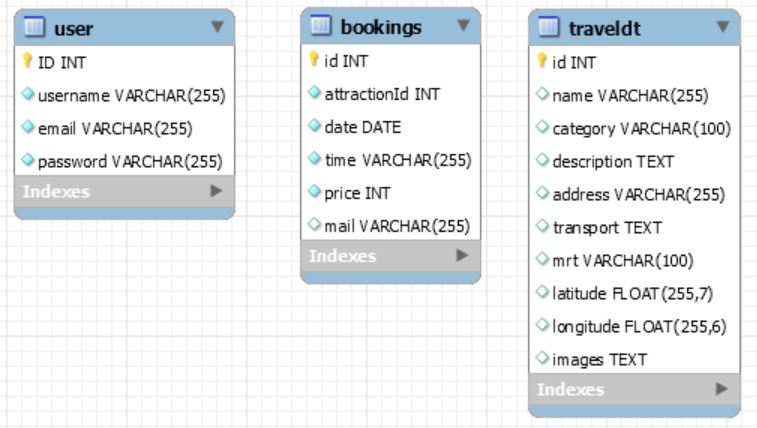 user
ID INT
username VARCHAR(255)
email VARCHAR(255)
password VARCHAR(255)
Indexes
bookings
id INT
attractionId INT
date DATE
time VARCHAR(255)
price INT
mail VARCHAR(255)
Indexes
traveldt
id INT
name VARCHAR(255)
category VARCHAR(100)
description TEXT
address VARCHAR(255)
transport TEXT
mrt VARCHAR(100)
latitude FLOAT(255,7)
longitude FLOAT(255,6)
images TEXT
Indexes